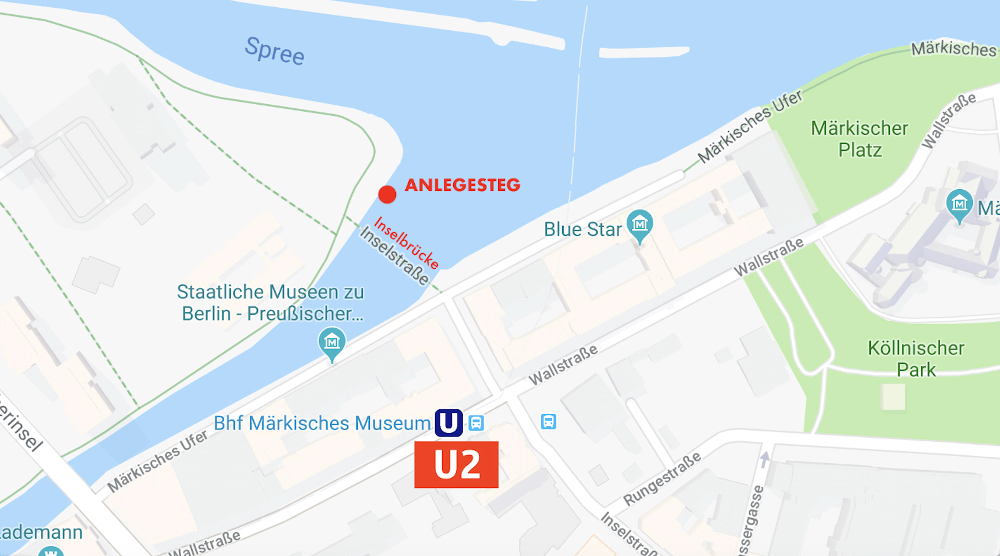 Spree
Märkisches
Märkisches Ufer
Wallstraße
Märkischer
Platz
ANLEGESTEG
Inselbrücke
Inselstraße
Blue Star
Wallstraße
Staatliche Museen zu
Berlin - Preußischer...
Köllnischer
Park
Wallstraße
Bhf Märkisches Museum U
U2
Märkisches Ufer
Rungestraße
Wallstraße